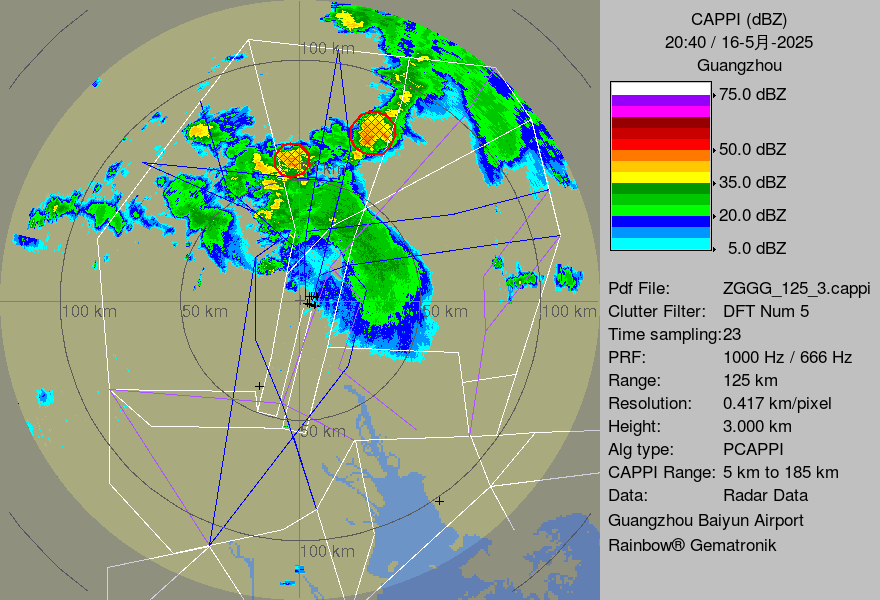 CAPPI (dBZ)
20:40 / 16-5月-2025
Guangzhou
75.0 dBZ
50.0 dBZ
35.0 dBZ
20.0 dBZ
5.0 dBZ
Pdf File: ZGGG_125_3.cappi
Clutter Filter: DFT Num 5
Time sampling:23
PRF: 1000 Hz / 666 Hz
Range: 125 km
Resolution: 0.417 km/pixel
Height: 3.000 km
Alg type: PCAPPI
CAPPI Range: 5 km to 185 km
Data: Radar Data
Guangzhou Baiyun Airport
Rainbow® Gematronik
100 km
100 km
50 km
50 km
100 km
50 km
100 km